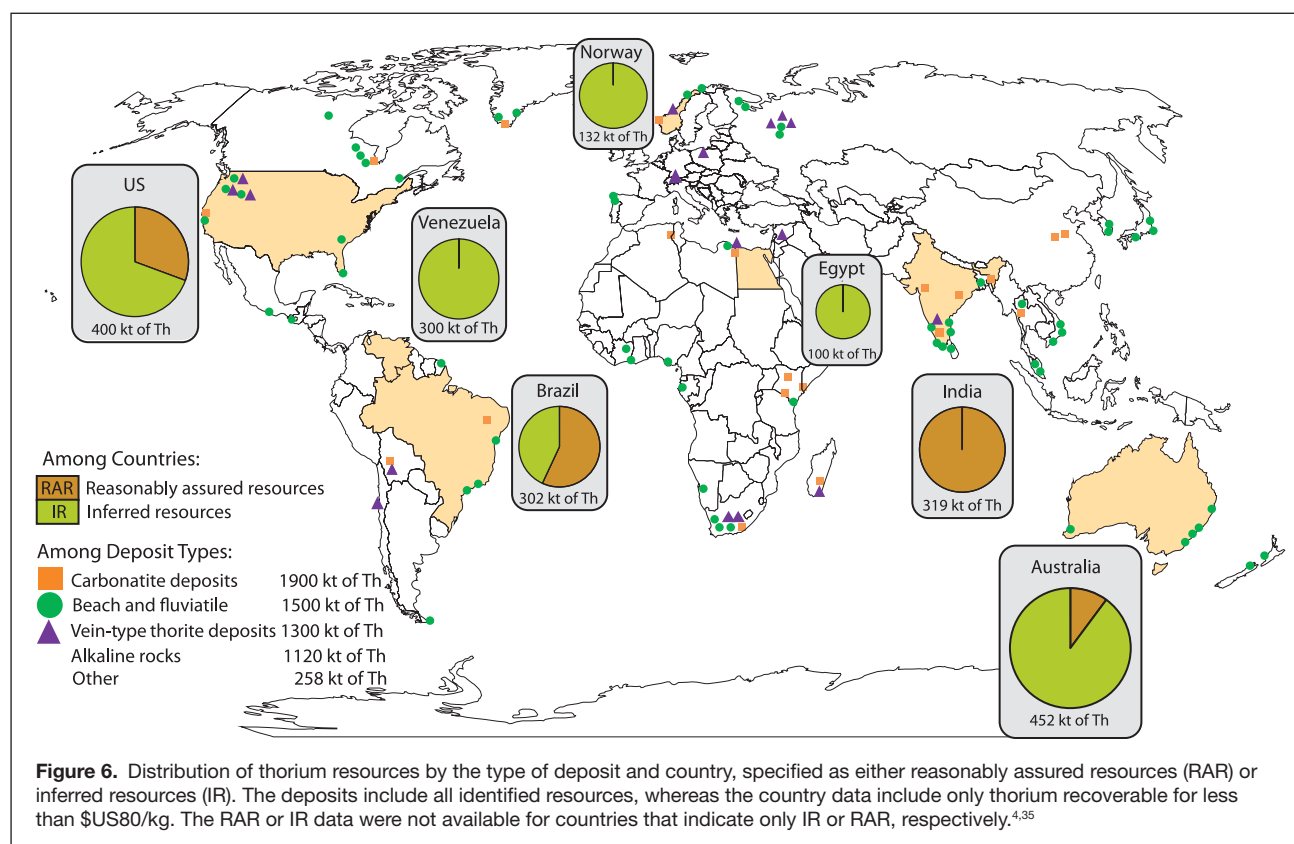 Norway
132 kt of Th
US
400 kt of Th
Venezuela
300 kt of Th
Egypt
100 kt of Th
Brazil
302 kt of Th
India
319 kt of Th
Australia
452 kt of Th
Among Countries:
RAR Reasonably assured resources
IR Inferred resources
Among Deposit Types:
Carbonatite deposits 1900 kt of Th
Beach and fluviatile 1500 kt of Th
Vein-type thorite deposits 1300 kt of Th
Alkaline rocks 1120 kt of Th
Other 258 kt of Th
Figure 6. Distribution of thorium resources by the type of deposit and country, specified as either reasonably assured resources (RAR) or
inferred resources (IR). The deposits include all identified resources, whereas the country data include only thorium recoverable for less
than $US80/kg. The RAR or IR data were not available for countries that indicate only IR or RAR, respectively.4,35